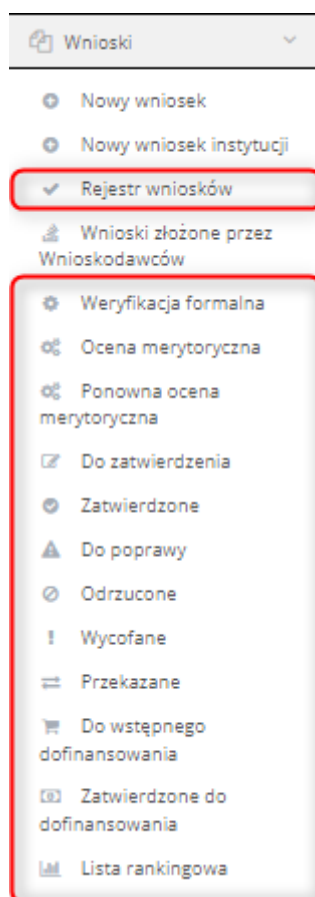 Wnioski
Nowy wniosek
Nowy wniosek instytucji
Rejestr wniosków
Wnioski złożone przez
Wnioskodawców
Weryfikacja formalna
Ocena merytoryczna
Ponowna ocena
merytoryczna
Do zatwierdzenia
Zatwierdzone
Do poprawy
Odrzucone
Wycofane
Przekazane
Do wstępnego
dofinansowania
Zatwierdzone do
dofinansowania
Lista rankingowa